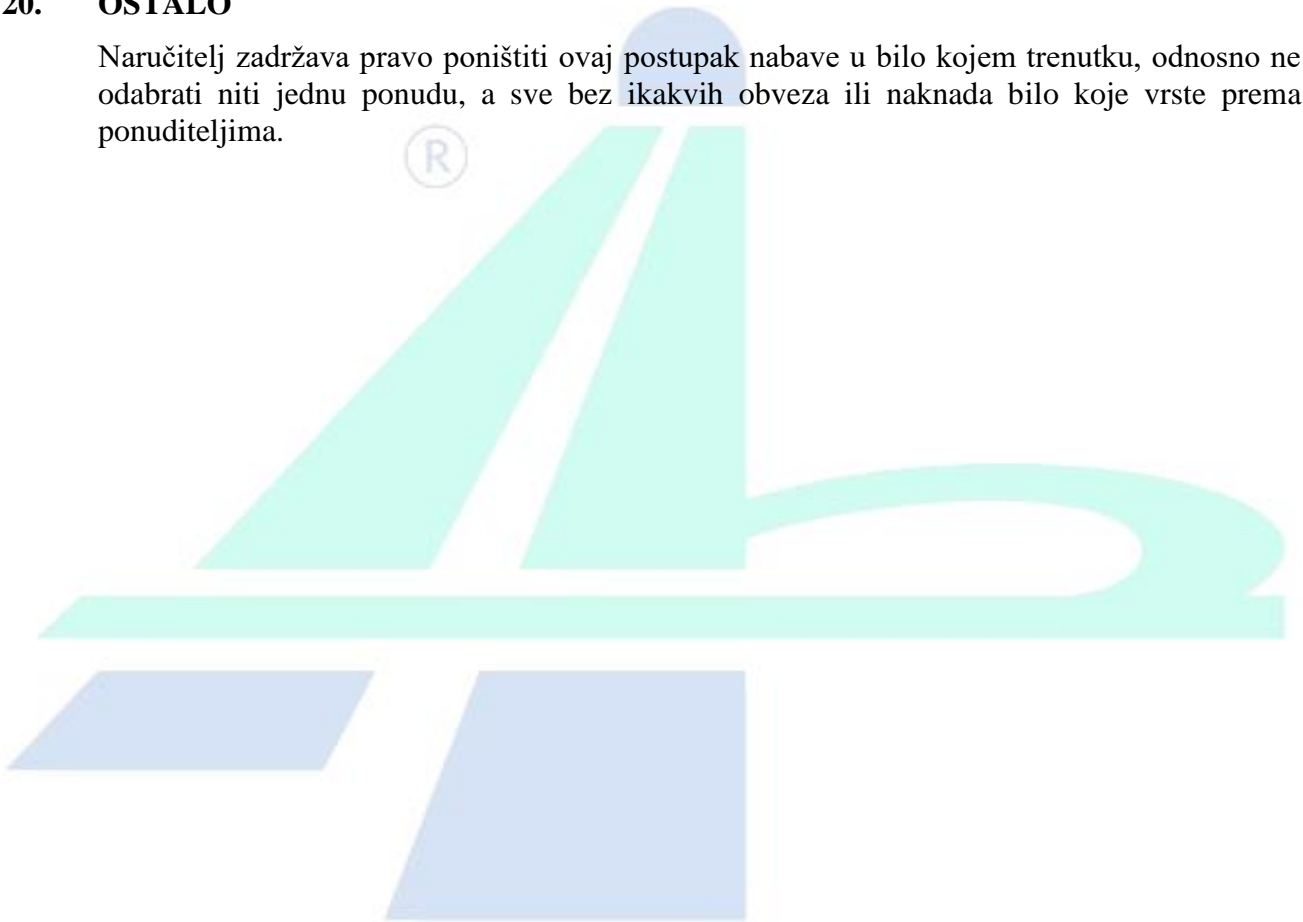 20. OSTALO
Naručitelj zadržava pravo poništiti ovaj postupak nabave u bilo kojem trenutku, odnosno ne
odabrati niti jednu ponudu, a sve bez ikakvih obveza ili naknada bilo koje vrste prema
ponuditeljima.
R